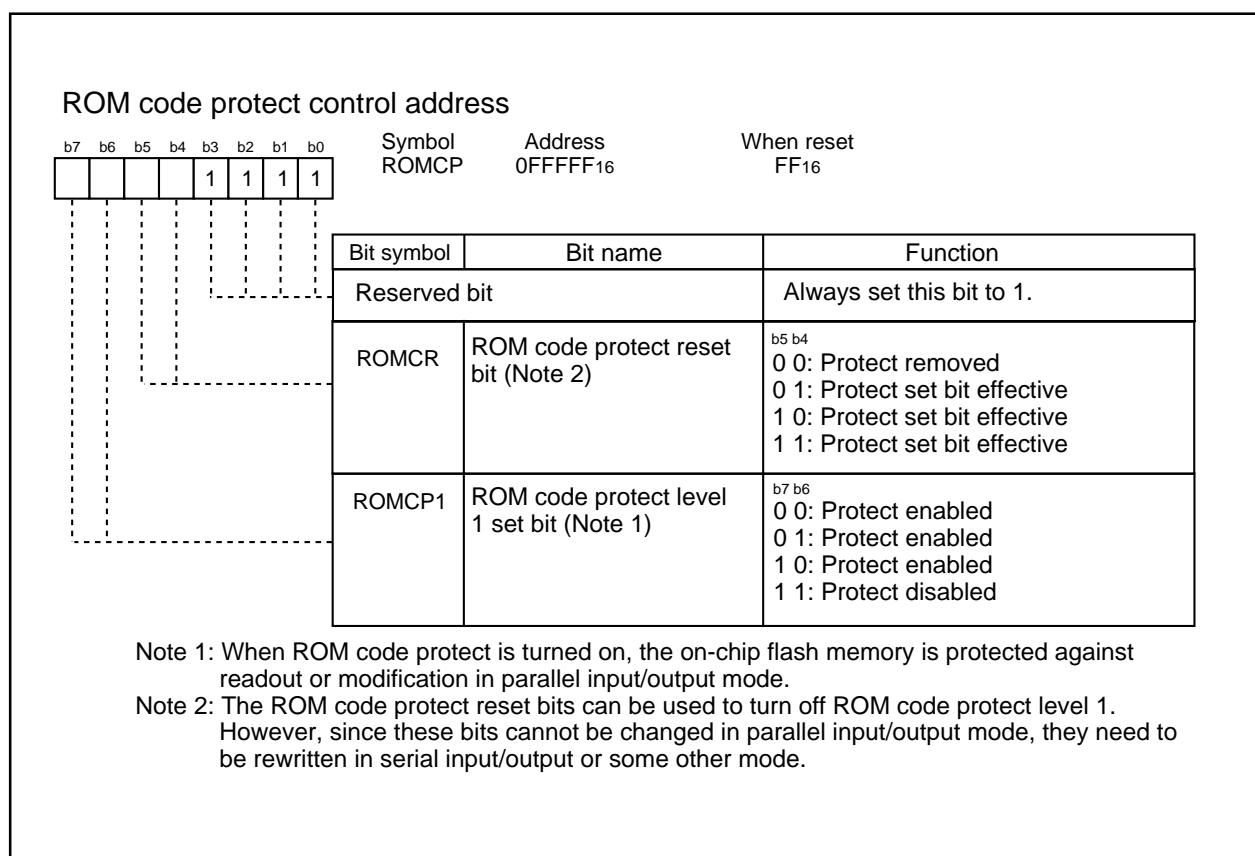 ROM code protect control address
Symbol Address When reset
ROMCP 0FFFFF16 FF16
b7 b6 b5 b4 b3 b2 b1 b0
1 1 1 1
Bit symbol Bit name Function
Reserved bit Always set this bit to 1.
ROMCR ROM code protect reset
bit (Note 2)
b5 b4
0 0: Protect removed
0 1: Protect set bit effective
1 0: Protect set bit effective
1 1: Protect set bit effective
ROMCP1 ROM code protect level
1 set bit (Note 1)
b7 b6
0 0: Protect enabled
0 1: Protect enabled
1 0: Protect enabled
1 1: Protect disabled
Note 1: When ROM code protect is turned on, the on-chip flash memory is protected against
readout or modification in parallel input/output mode.
Note 2: The ROM code protect reset bits can be used to turn off ROM code protect level 1.
However, since these bits cannot be changed in parallel input/output mode, they need to
be rewritten in serial input/output or some other mode.